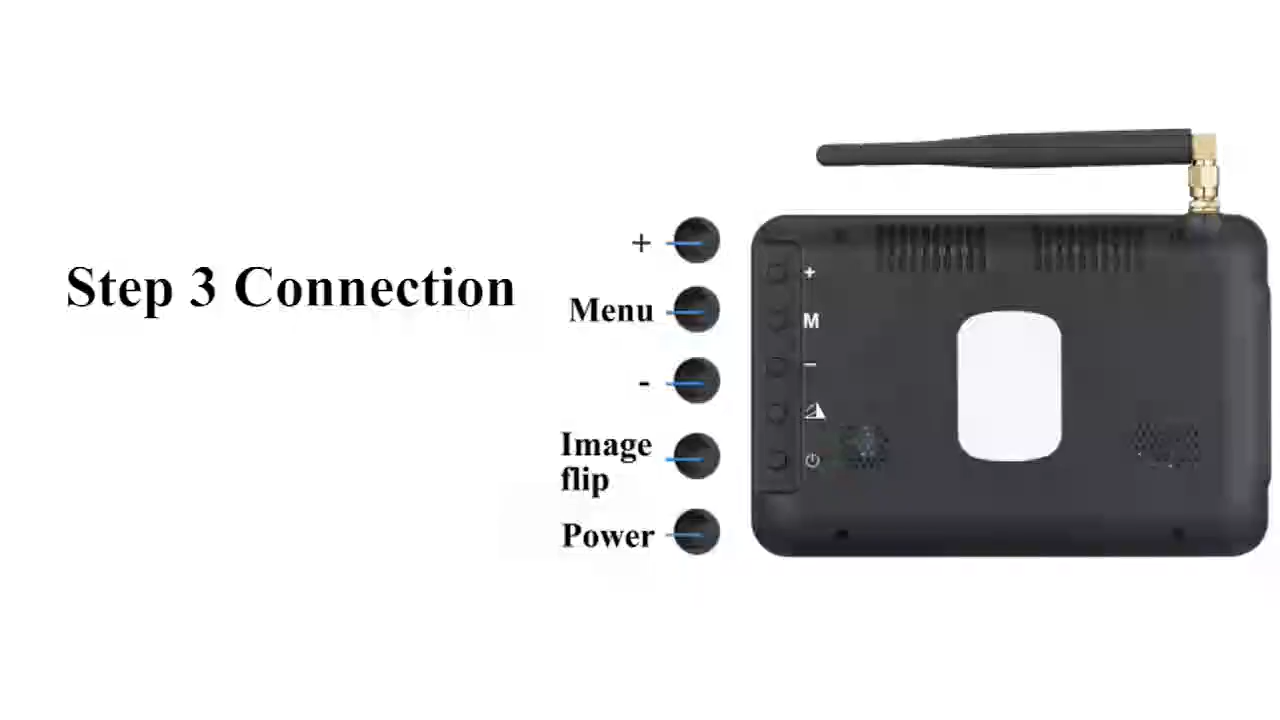 Step 3 Connection
+
Menu
-
Image
flip
Power
+
M
-